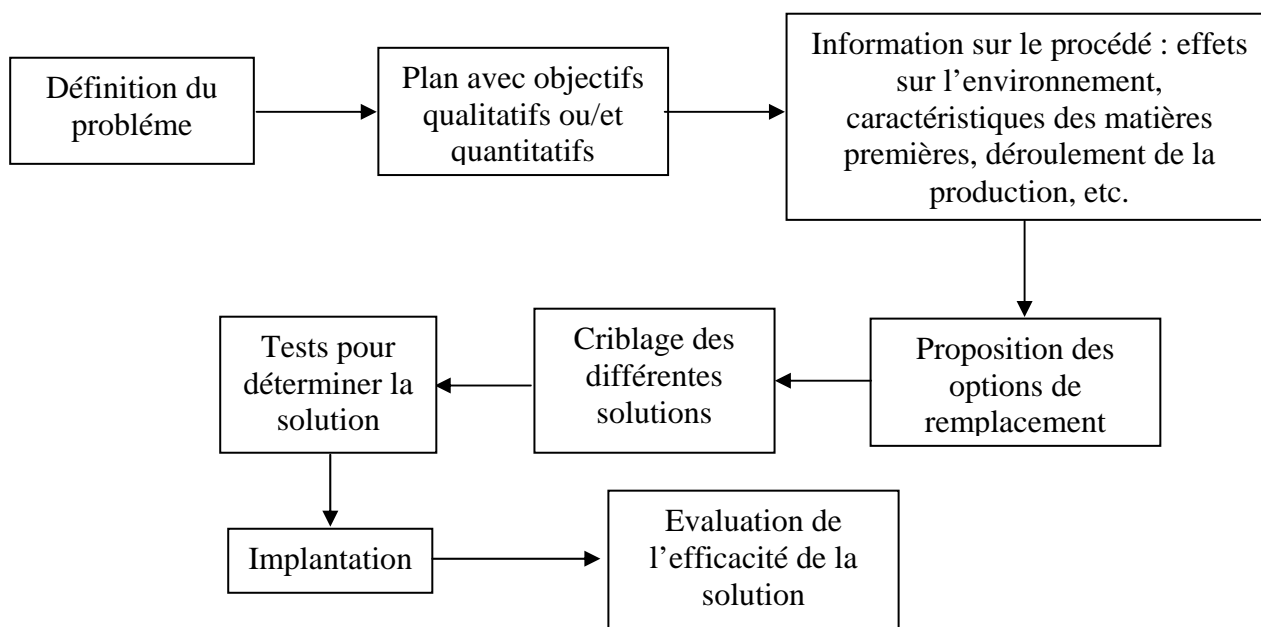 Définition du
probléme
Plan avec objectifs
qualitatifs ou/et
quantitatifs
Information sur le procédé : effets
sur l’environnement,
caractéristiques des matières
premières, déroulement de la
production, etc.
Proposition des
options de
remplacement
Criblage des
différentes
solutions
Tests pour
déterminer la
solution
Implantation
Evaluation de
l’efficacité de la
solution